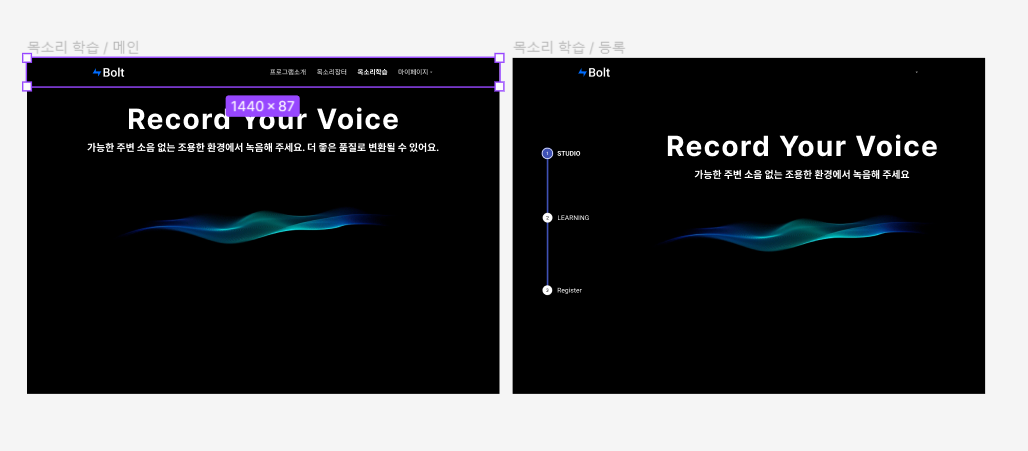 목소리 학습 / 메인
Bolt
프로그램소개 목소리장터 목소리학습 마이페이지
1440 × 87
Record Your Voice
가능한 주변 소음 없는 조용한 환경에서 녹음해 주세요. 더 좋은 품질로 변환될 수 있어요.
목소리 학습 / 등록
Bolt
1 STUDIO
2 LEARNING
3 Register
Record Your Voice
가능한 주변 소음 없는 조용한 환경에서 녹음해 주세요